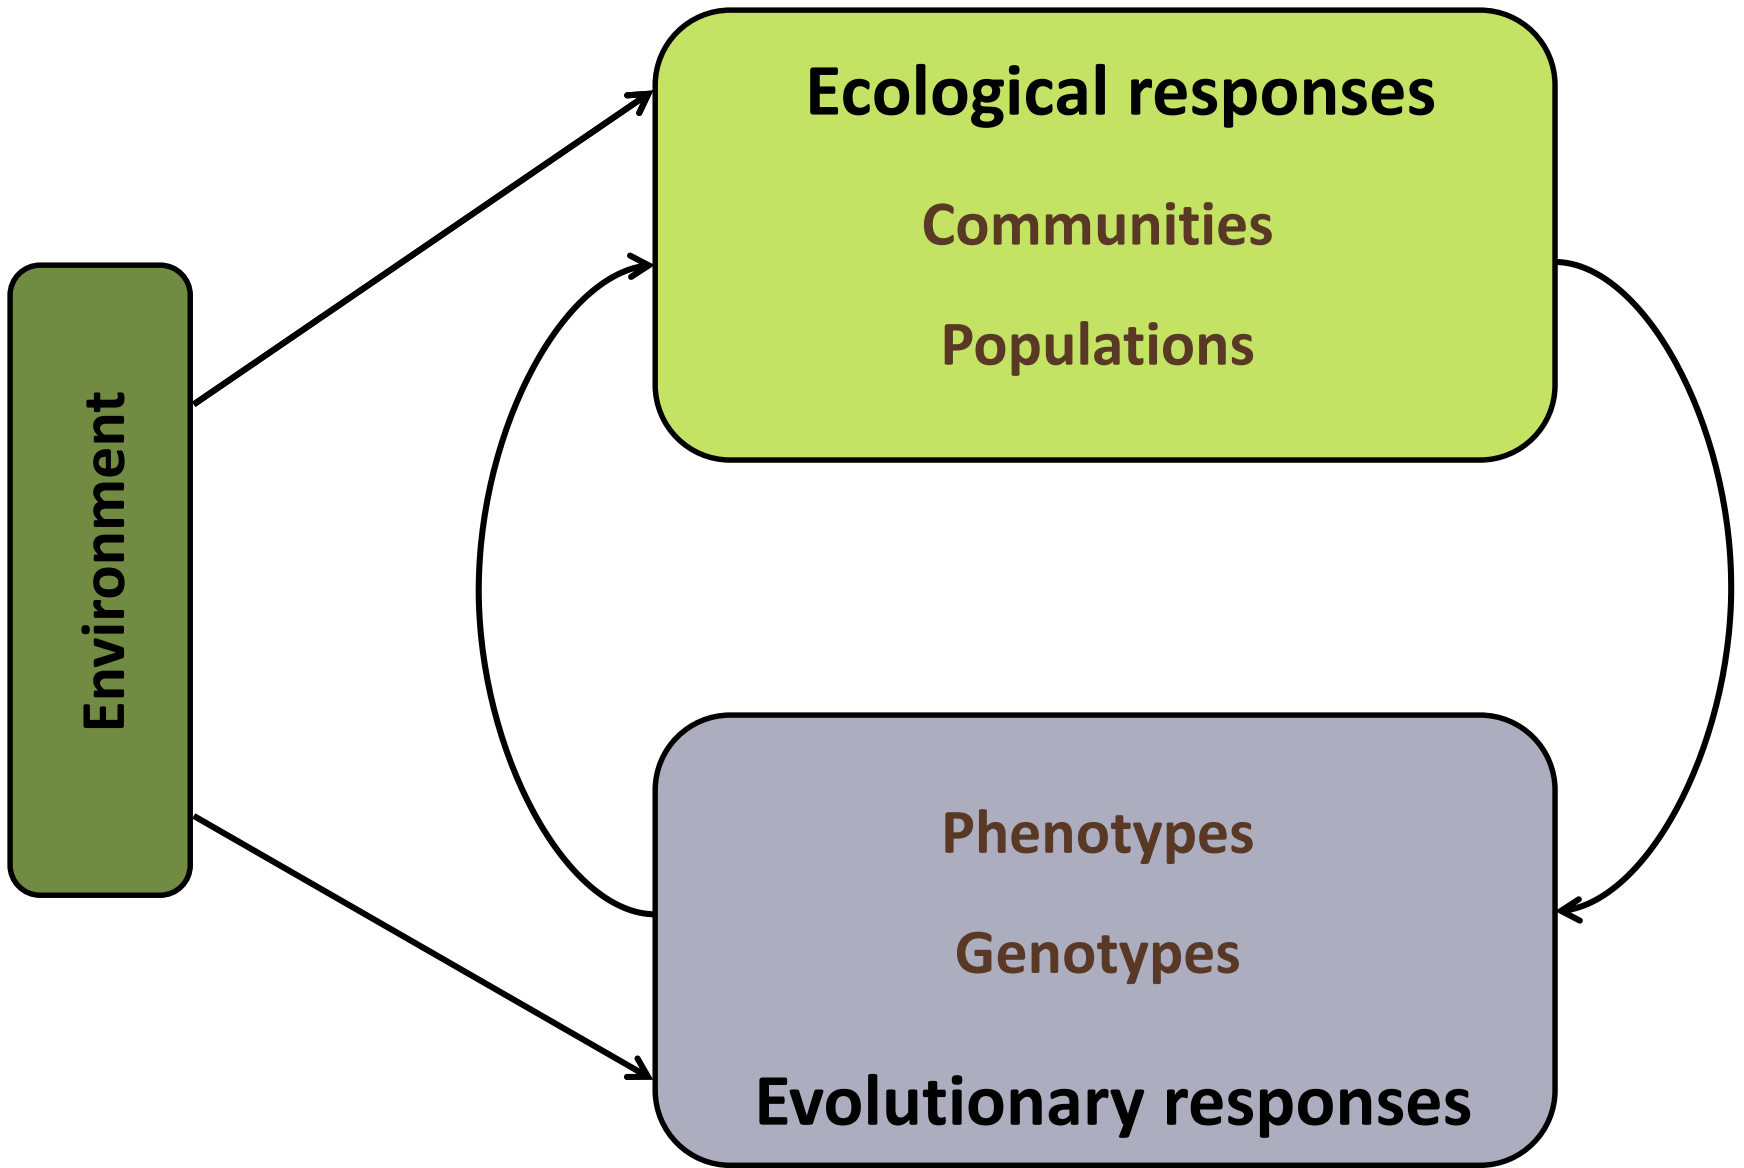 Environment
Ecological responses
Communities
Populations
Phenotypes
Genotypes
Evolutionary responses